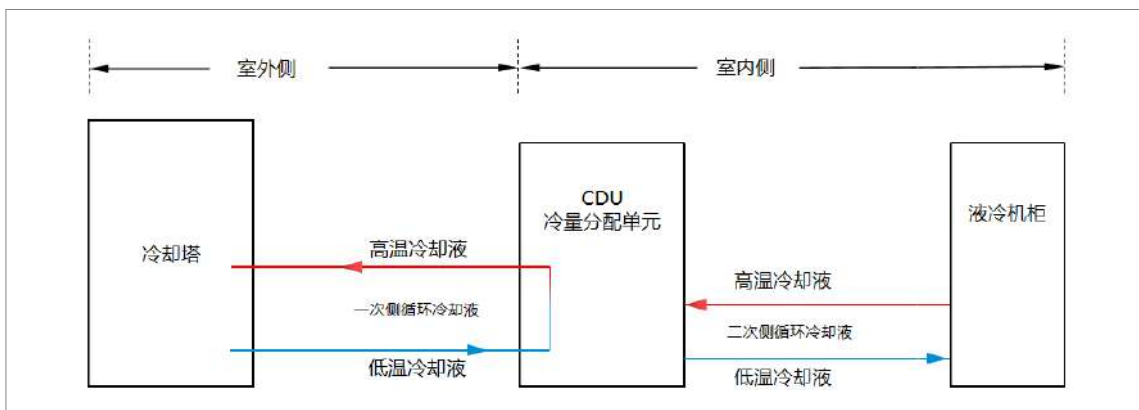 室外侧
室内侧
CDU
冷量分配单元
液冷机柜
冷却塔
高温冷却液
高温冷却液
一次侧循环冷却液
二次侧循环冷却液
低温冷却液
低温冷却液